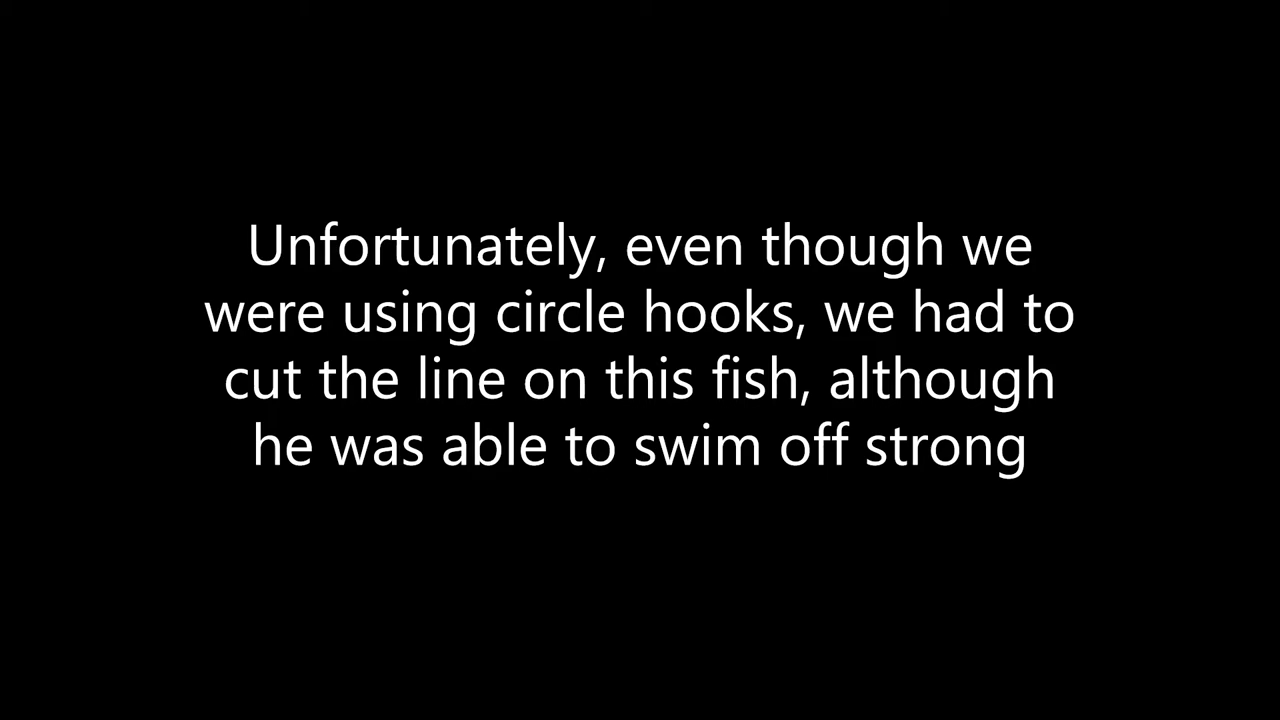 Unfortunately, even though we
were using circle hooks, we had to
cut the line on this fish, although
he was able to swim off strong